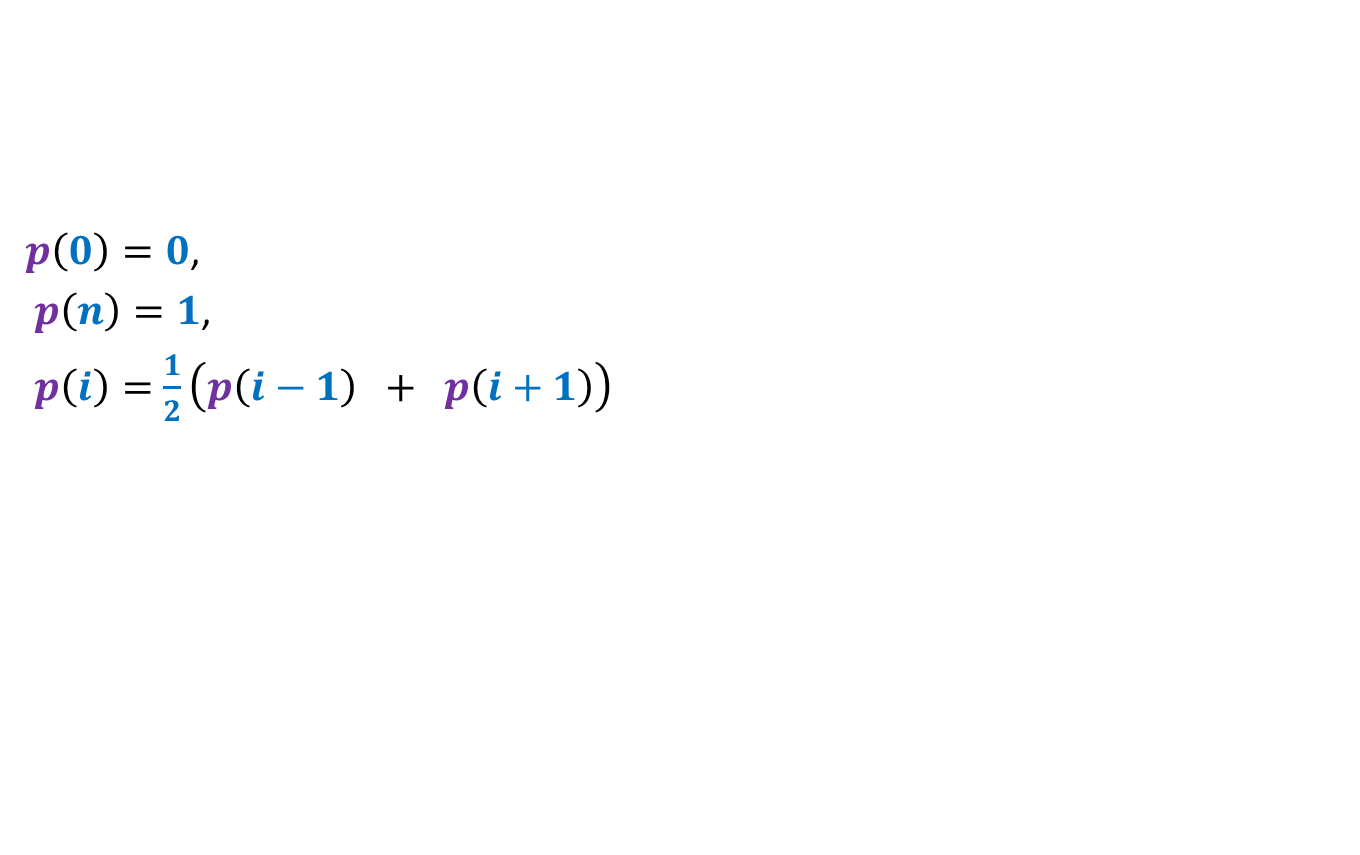 p(0) = 0,
p(n) = 1,
p(i) = 1/2 (p(i − 1) + p(i + 1))